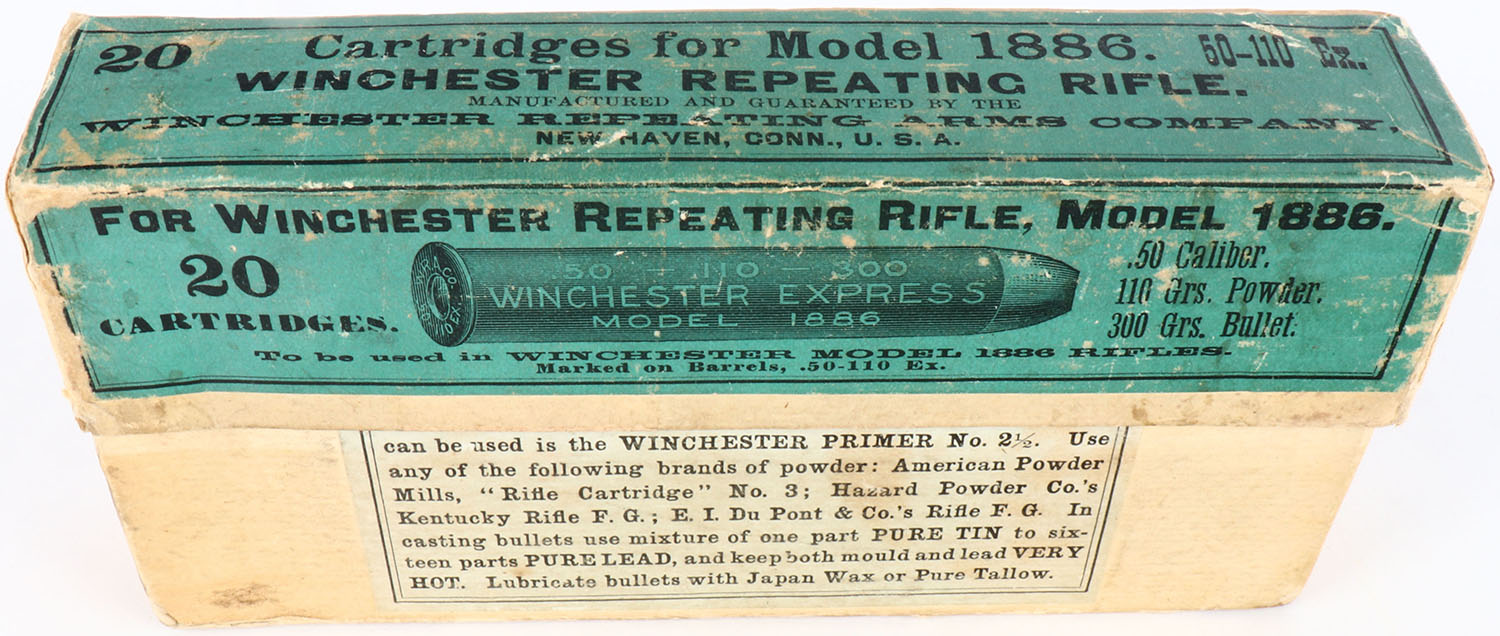 20 Cartridges for Model 1886. 50-110 Ex.
WINCHESTER REPEATING RIFLE.
MANUFACTURED AND GUARANTEED BY THE
WINCHESTER REPEATING ARMS COMPANY,
NEW HAVEN, CONN., U. S. A.
FOR WINCHESTER REPEATING RIFLE, MODEL 1886.
20
CARTRIDGES.
50-110-300
WINCHESTER EXPRESS
MODEL 1886
.50 Caliber.
110 Grs. Powder.
300 Grs. Bullet.
To be used in WINCHESTER MODEL 1886 RIFLES.
Marked on Barrels, .50-110 Ex.
can be used is the WINCHESTER PRIMER No. 2½. Use
any of the following brands of powder: American Powder
Mills, "Rifle Cartridge" No. 3; Hazard Powder Co.'s
Kentucky Rifle F. G.; E. I. Du Pont & Co.'s Rifle F. G. In
casting bullets use mixture of one part PURE TIN to six-
teen parts PURE LEAD, and keep both mould and lead VERY
HOT. Lubricate bullets with Japan Wax or Pure Tallow.